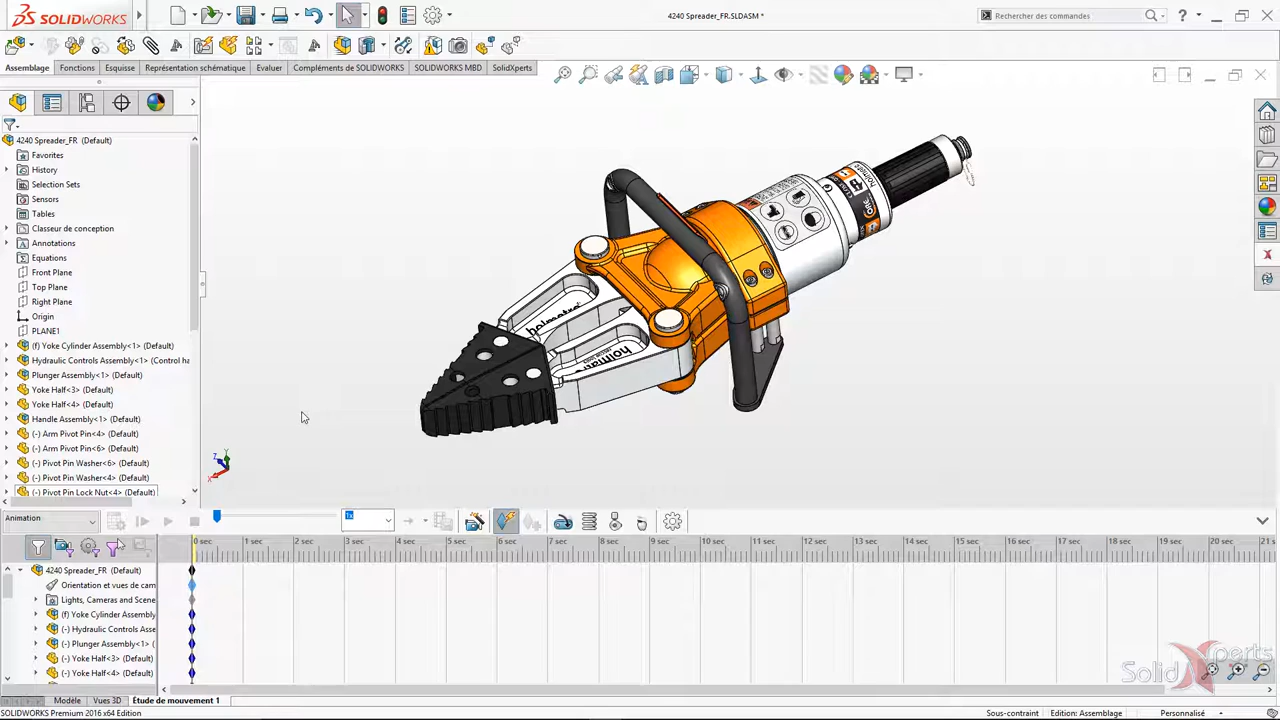 SOLIDWORKS
4240 Spreader_FR.SLDASM *
Rechercher des commandes
?
Assemblage
Fonctions
Esquisse
Représentation schématique
Evaluer
Compléments de SOLIDWORKS
SOLIDWORKS MBD
SolidXperts
4240 Spreader_FR (Default)
Favorites
History
Selection Sets
Sensors
Tables
Classeur de conception
Annotations
Equations
Front Plane
Top Plane
Right Plane
Origin
PLANE1
(f) Yoke Cylinder Assembly<1> (Default)
Hydraulic Controls Assembly<1> (Control ha
Plunger Assembly<1> (Default)
Yoke Half<3> (Default)
Yoke Half<4> (Default)
Handle Assembly<1> (Default)
(-) Arm Pivot Pin<4> (Default)
(-) Arm Pivot Pin<6> (Default)
(-) Pivot Pin Washer<6> (Default)
(-) Pivot Pin Washer<4> (Default)
(-) Pivot Pin Lock Nut<4> (Default)
holmatro
holmatro
holmatro
Y
Z
X
Animation
1x
0 sec
1 sec
2 sec
3 sec
4 sec
5 sec
6 sec
7 sec
8 sec
9 sec
10 sec
11 sec
12 sec
13 sec
14 sec
15 sec
16 sec
17 sec
18 sec
19 sec
20 sec
21 s
4240 Spreader_FR (Default)
Orientation et vues de cam
Lights, Cameras and Scene
(f) Yoke Cylinder Assembly
(-) Hydraulic Controls Asse
(-) Plunger Assembly<1> (
(-) Yoke Half<3> (Default)
(-) Yoke Half<4> (Default)
SolidXperts
Modèle
Vues 3D
Étude de mouvement 1
SOLIDWORKS Premium 2016 x64 Edition
Sous-contraint
Edition: Assemblage
Personnalisé